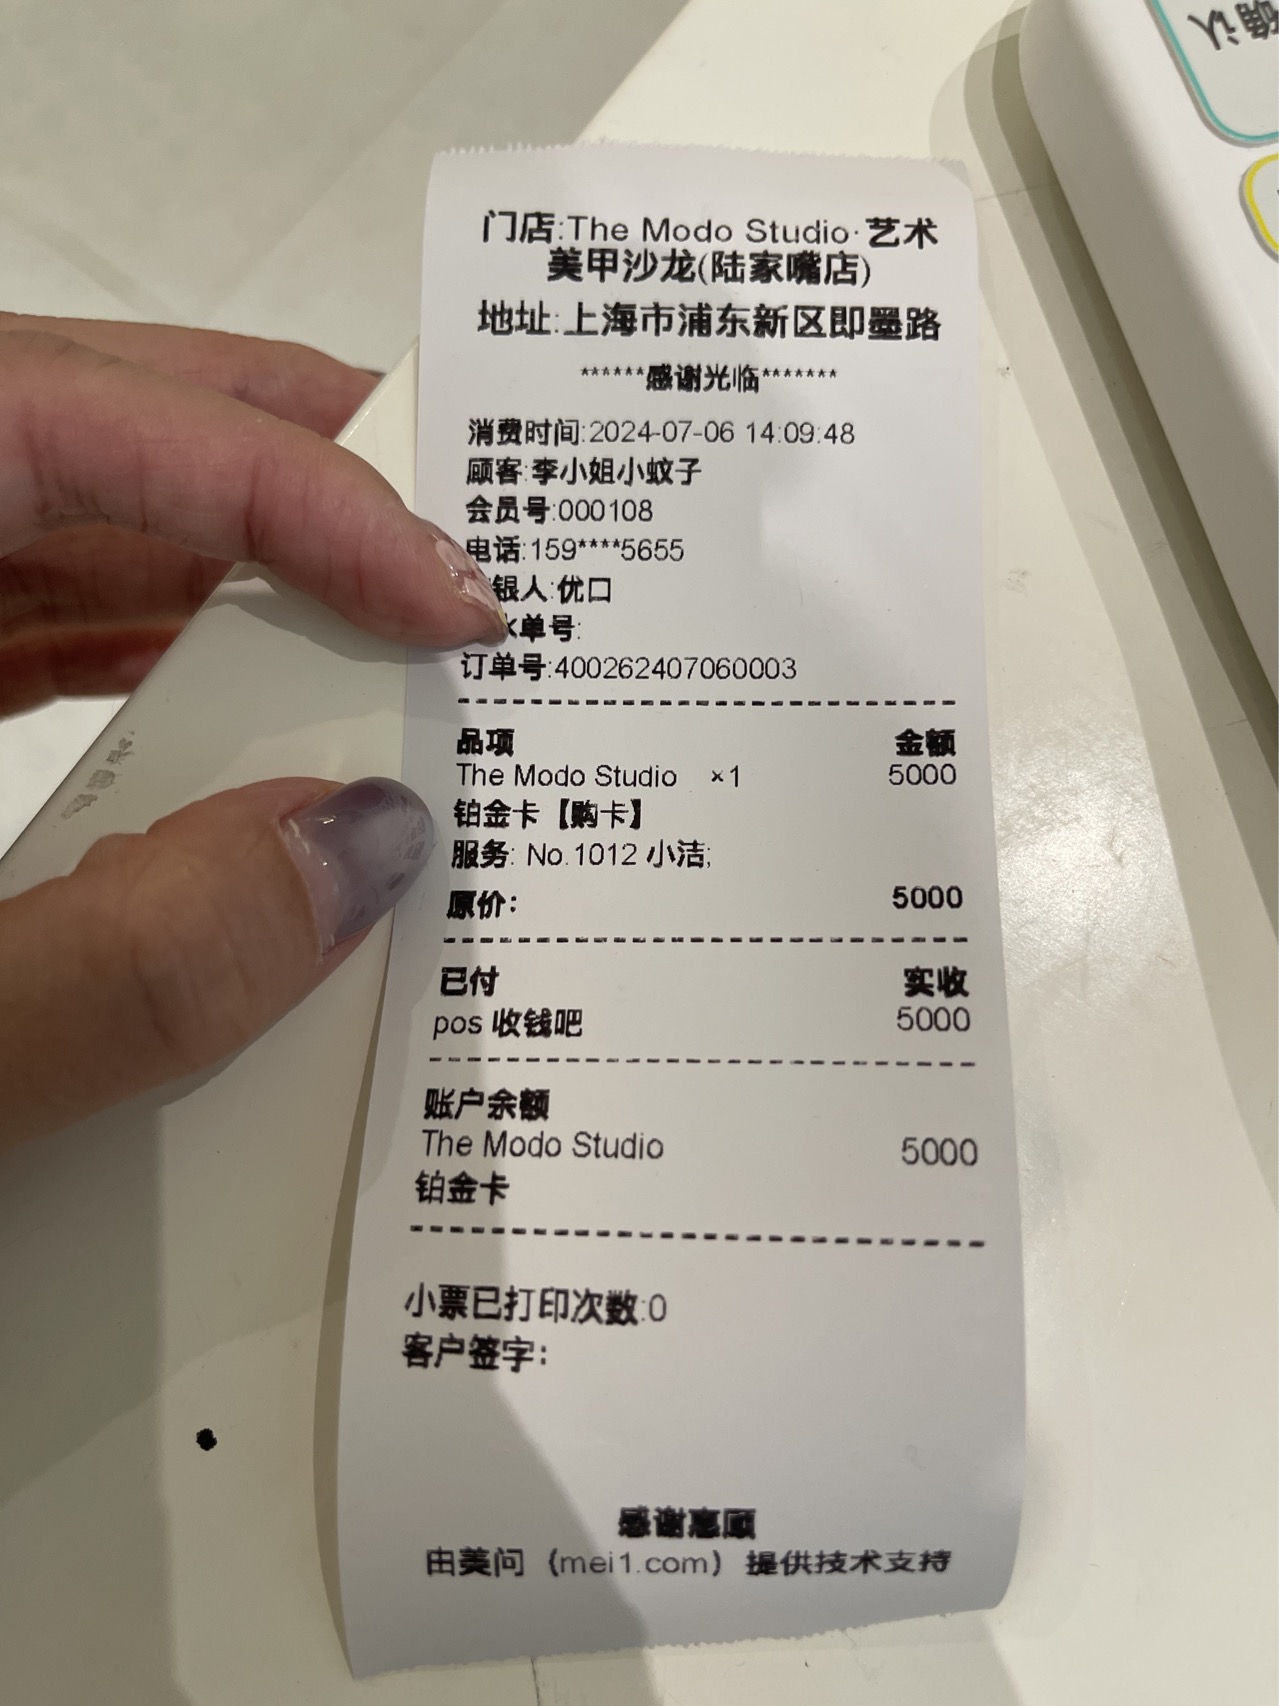 确认
门店:The Modo Studio·艺术
美甲沙龙(陆家嘴店)
地址:上海市浦东新区即墨路
******感谢光临*******
消费时间:2024-07-06 14:09:48
顾客:李小姐小蚊子
会员号:000108
电话:159****5655
银人:优口
水单号:
订单号:400262407060003
品项 金额
The Modo Studio ×1 5000
铂金卡【购卡】
服务: No.1012 小洁;
原价: 5000
已付 实收
pos 收钱吧 5000
账户余额
The Modo Studio 5000
铂金卡
小票已打印次数:0
客户签字:
感谢惠顾
由美问（mei1.com）提供技术支持